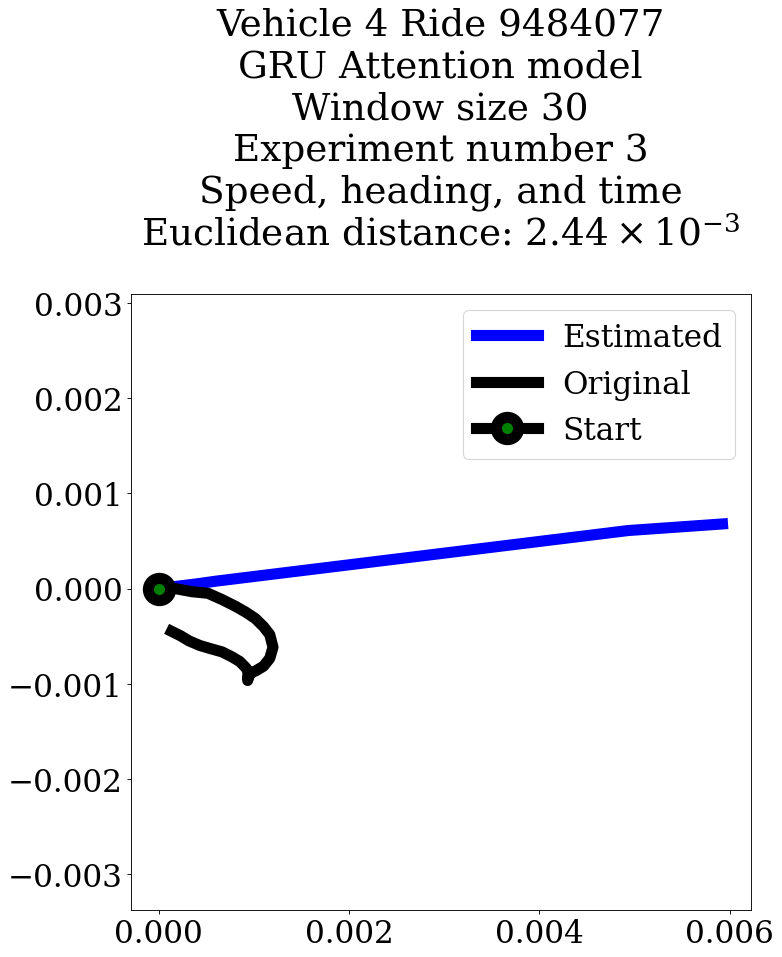 Vehicle 4 Ride 9484077
GRU Attention model
Window size 30
Experiment number 3
Speed, heading, and time
Euclidean distance: 2.44 × 10⁻³
0.003
Estimated
0.002
Original
Start
0.001
0.000
−0.001
−0.002
−0.003
0.000 0.002 0.004 0.006